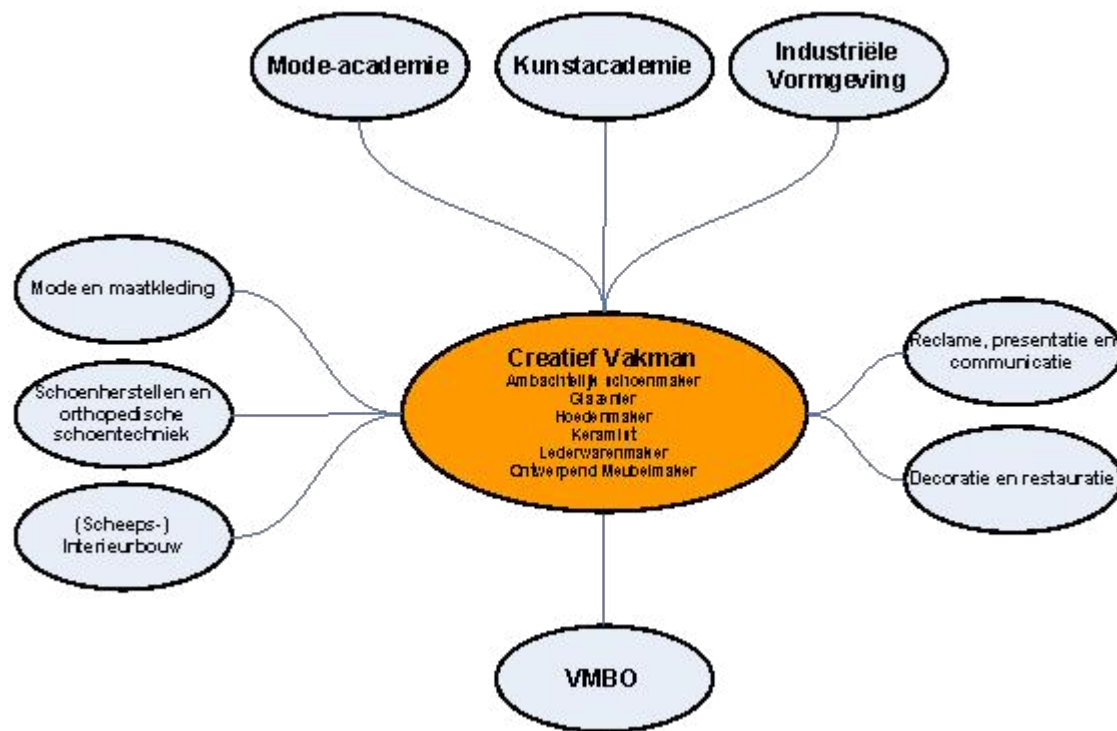 Mode-academie
Kunstacademie
Industriële
Vormgeving
Mode en maatkleding
Schoenherstellen en
orthopedische
schoentechniek
(Scheeps-)
Interieurbouw
Creatief Vakman
Ambachtelijk schoenmaker
Glazenier
Hoedenmaker
Keramist
Lederwarenmaker
Ontwerpend Meubelmaker
Reclame, presentatie en
communicatie
Decoratie en restauratie
VMBO